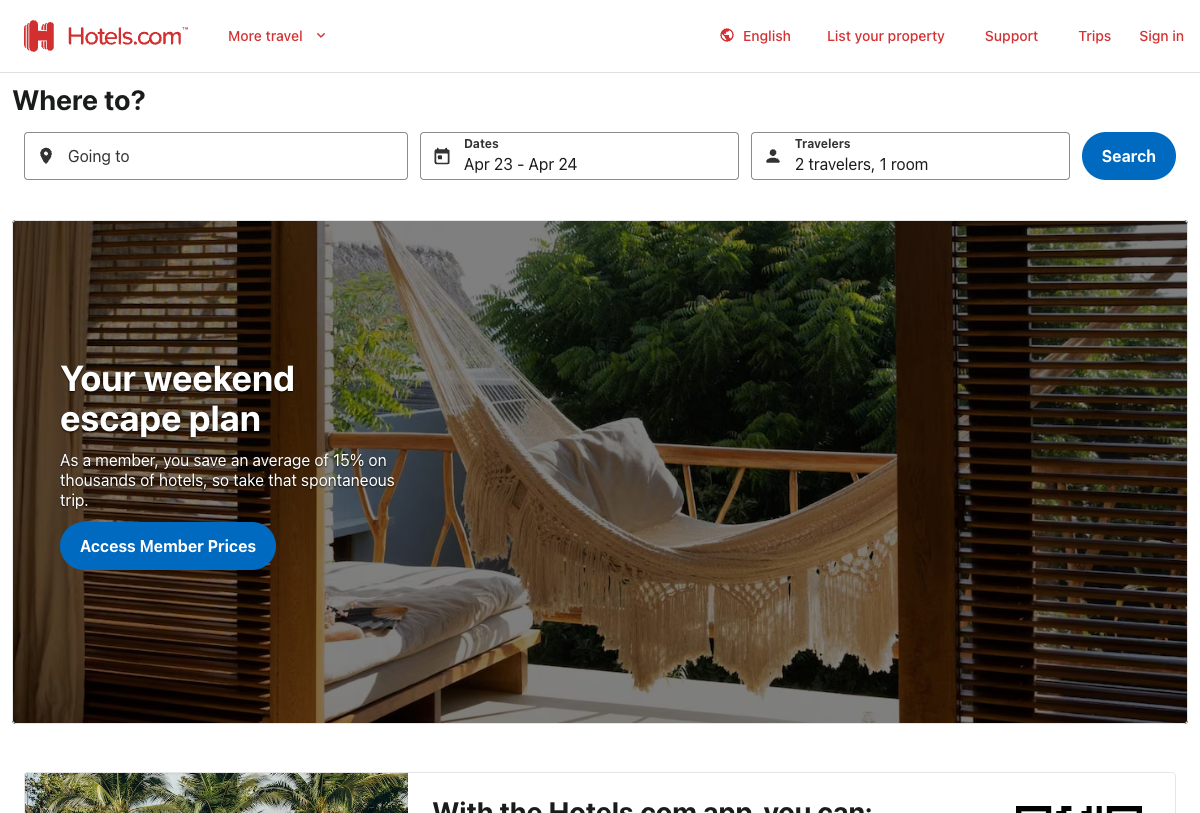 Hotels.com™
More travel
English
List your property
Support
Trips
Sign in
Where to?
Going to
Dates
Apr 23 - Apr 24
Travelers
2 travelers, 1 room
Search
Your weekend
escape plan
As a member, you save an average of 15% on
thousands of hotels, so take that spontaneous
trip.
Access Member Prices
With the Hotels.com app, you can: